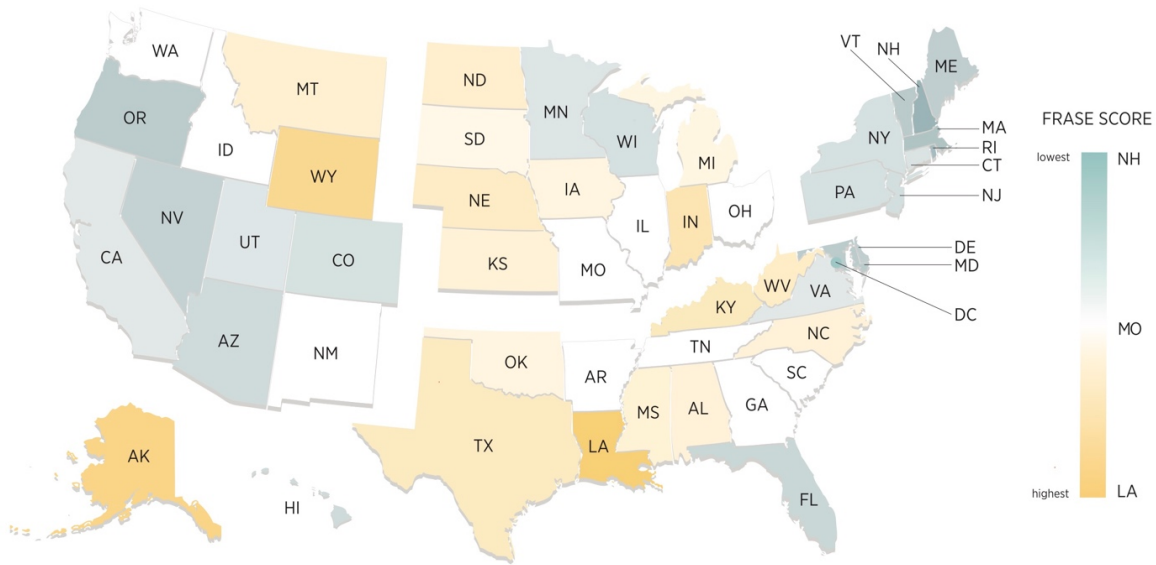 WA
MT
ND
MN
VT
NH
ME
OR
ID
WY
SD
WI
MI
NY
MA
RI
CT
FRASE SCORE
lowest
NH
NV
UT
CO
NE
IA
IL
IN
OH
PA
NJ
CA
KS
MO
WV
VA
DE
MD
DC
KY
AZ
NM
OK
AR
TN
NC
SC
MO
TX
LA
MS
AL
GA
AK
HI
FL
highest
LA